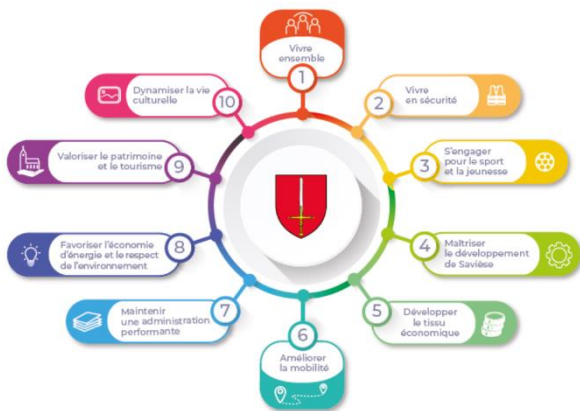 Vivre
ensemble
1
2
Vivre
en sécurité
3
S'engager
pour le sport
et la jeunesse
4
Maîtriser
le développement
de Savièse
5
Développer
le tissu
économique
6
Améliorer
la mobilité
7
Maintenir
une administration
performante
8
Favoriser l'économie
d'énergie et le respect
de l'environnement
9
Valoriser le patrimoine
et le tourisme
10
Dynamiser la vie
culturelle